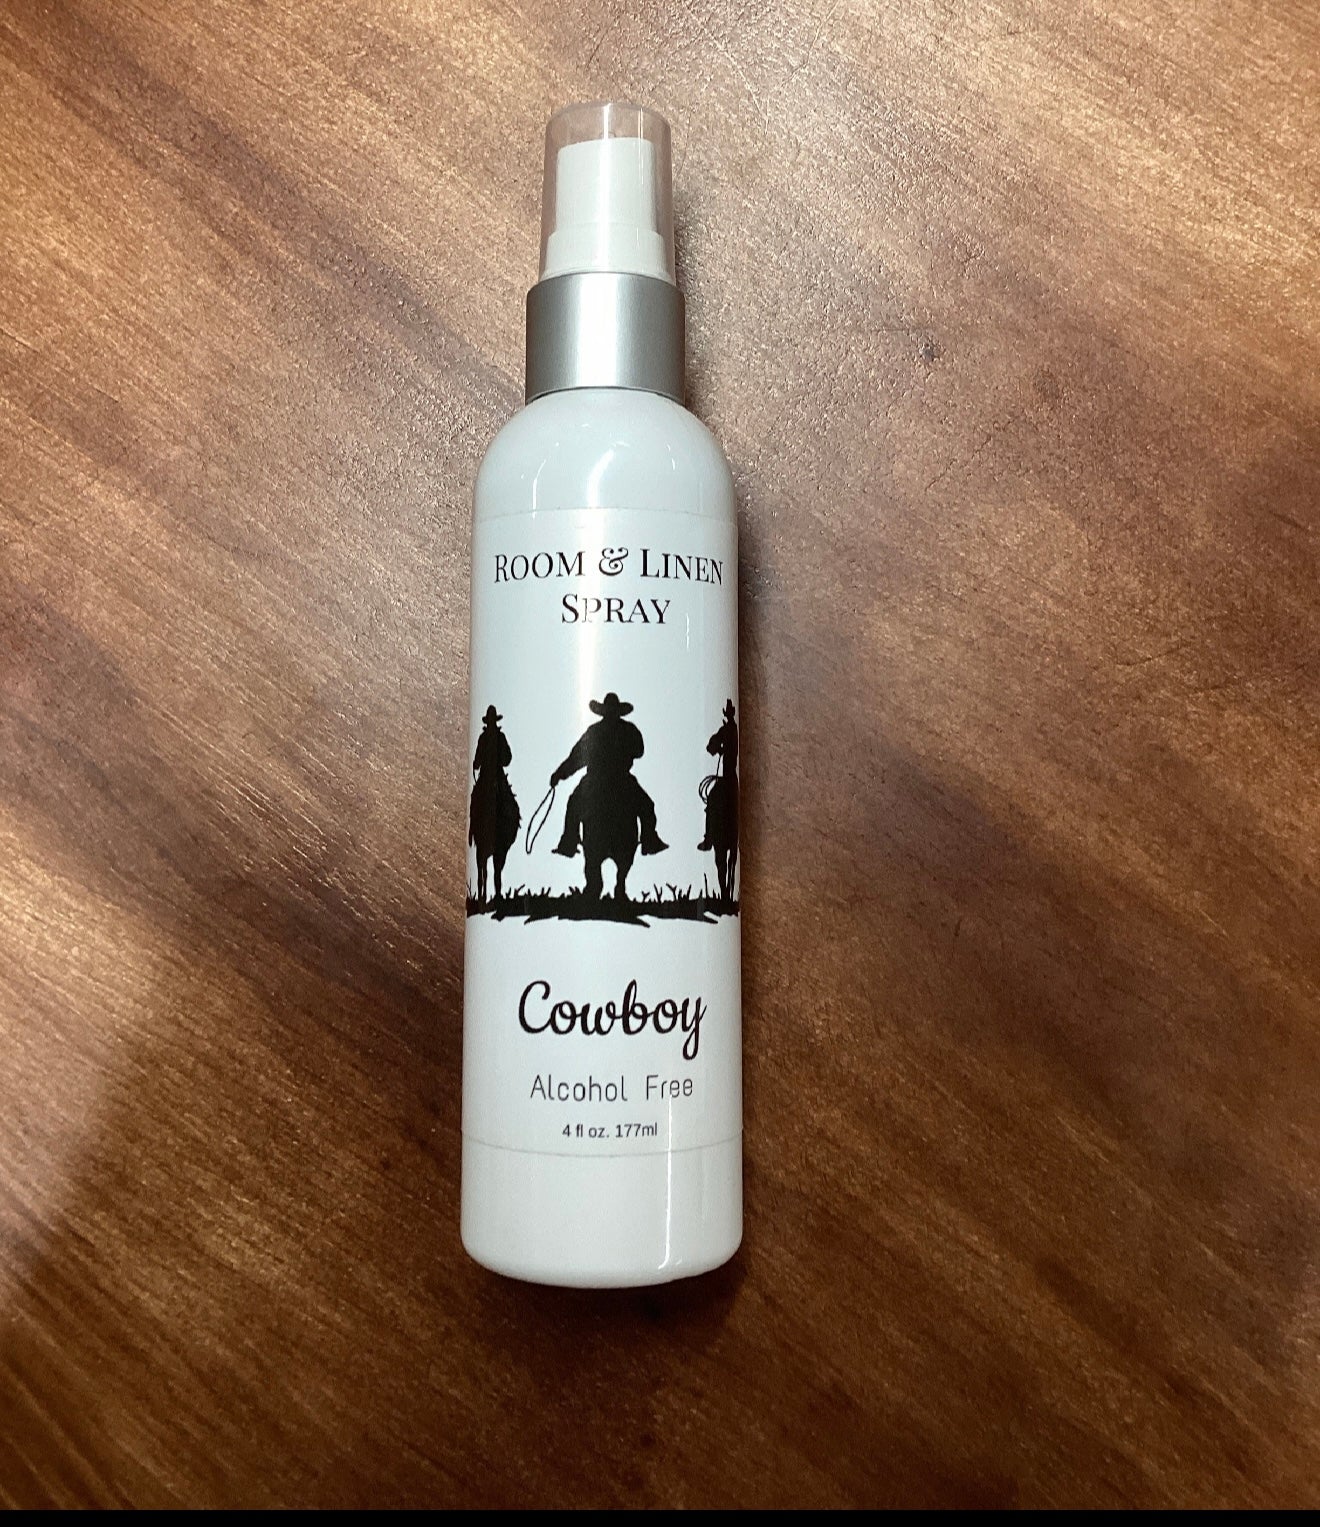 Room & Linen
Spray
Cowboy
Alcohol Free
4 fl oz. 177ml